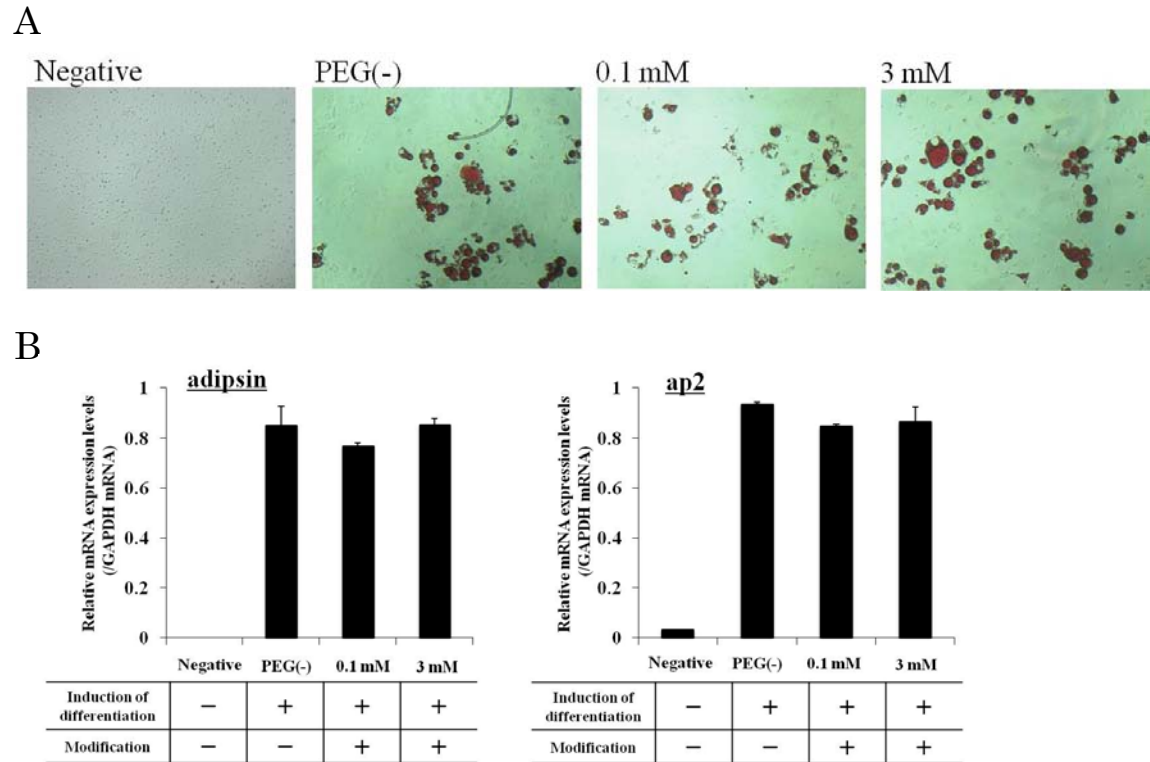 A
Negative PEG(-) 0.1 mM 3 mM
B
adipsin
Relative mRNA expression levels
(/GAPDH mRNA)
1
0.8
0.6
0.4
0.2
0
Negative PEG(-) 0.1 mM 3 mM
Induction of
differentiation − + + +
Modification − − + +
ap2
Relative mRNA expression levels
(/GAPDH mRNA)
1
0.8
0.6
0.4
0.2
0
Negative PEG(-) 0.1 mM 3 mM
Induction of
differentiation − + + +
Modification − − + +